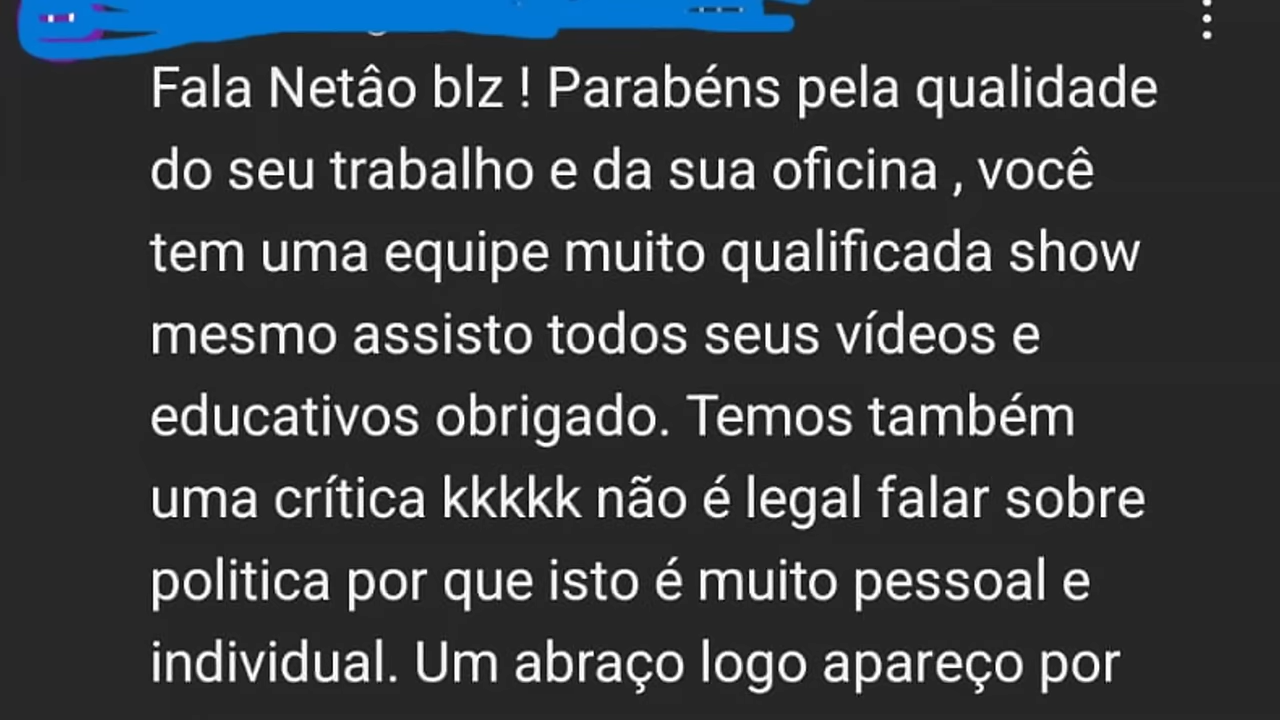 Fala Netâo blz ! Parabéns pela qualidade
do seu trabalho e da sua oficina , você
tem uma equipe muito qualificada show
mesmo assisto todos seus vídeos e
educativos obrigado. Temos também
uma crítica kkkkk não é legal falar sobre
politica por que isto é muito pessoal e
individual. Um abraço logo apareço por